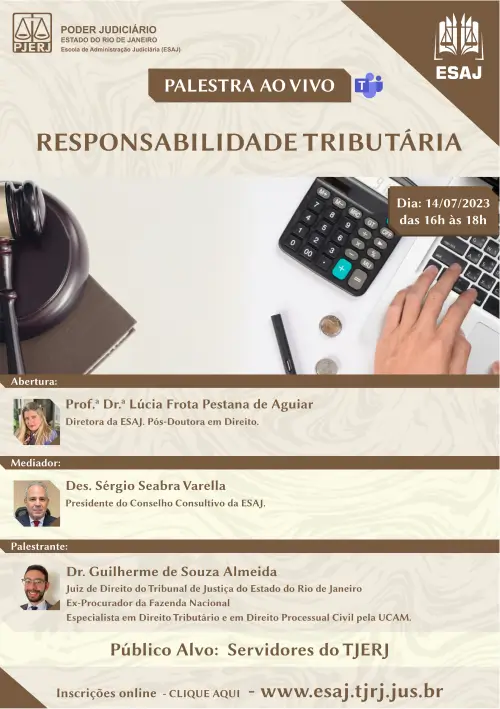 PJERJ
PODER JUDICIÁRIO
ESTADO DO RIO DE JANEIRO
Escola de Administração Judiciária (ESAJ)
ESAJ
PALESTRA AO VIVO
T
RESPONSABILIDADE TRIBUTÁRIA
Dia: 14/07/2023
das 16h às 18h
Abertura:
Prof.ª Dr.ª Lúcia Frota Pestana de Aguiar
Diretora da ESAJ. Pós-Doutora em Direito.
Mediador:
Des. Sérgio Seabra Varella
Presidente do Conselho Consultivo da ESAJ.
Palestrante:
Dr. Guilherme de Souza Almeida
Juiz de Direito do Tribunal de Justiça do Estado do Rio de Janeiro
Ex-Procurador da Fazenda Nacional
Especialista em Direito Tributário e em Direito Processual Civil pela UCAM.
Público Alvo: Servidores do TJERJ
Inscrições online - CLIQUE AQUI - www.esaj.tjrj.jus.br